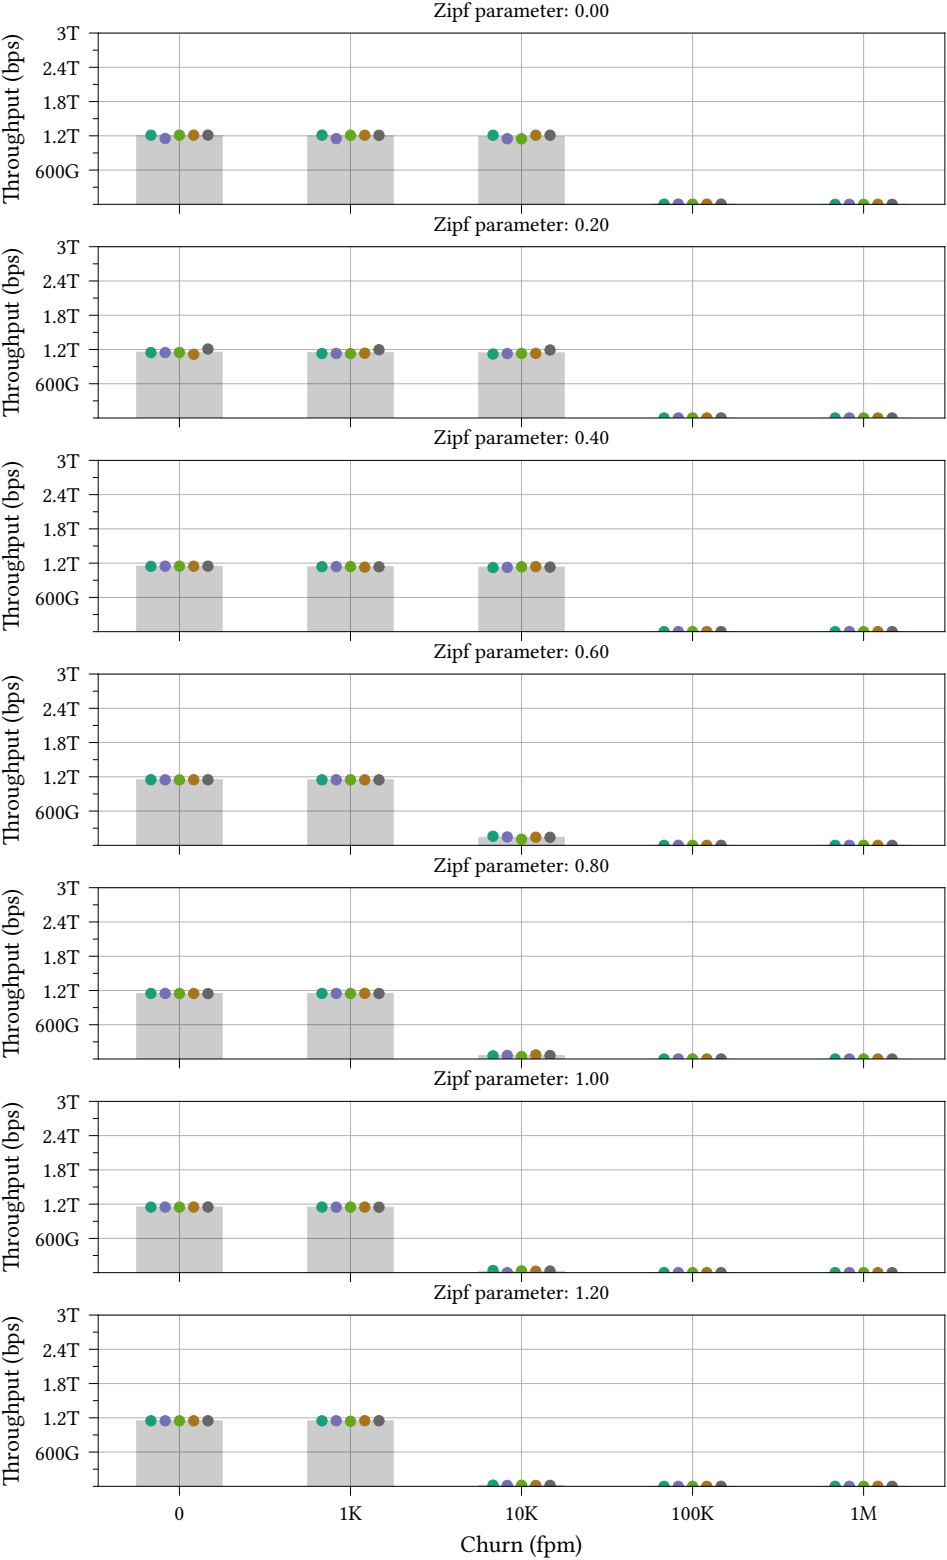 Zipf parameter: 0.00
3T
2.4T
1.8T
1.2T
600G
Throughput (bps)
Zipf parameter: 0.20
3T
2.4T
1.8T
1.2T
600G
Throughput (bps)
Zipf parameter: 0.40
3T
2.4T
1.8T
1.2T
600G
Throughput (bps)
Zipf parameter: 0.60
3T
2.4T
1.8T
1.2T
600G
Throughput (bps)
Zipf parameter: 0.80
3T
2.4T
1.8T
1.2T
600G
Throughput (bps)
Zipf parameter: 1.00
3T
2.4T
1.8T
1.2T
600G
Throughput (bps)
Zipf parameter: 1.20
3T
2.4T
1.8T
1.2T
600G
Throughput (bps)
0 1K 10K 100K 1M
Churn (fpm)